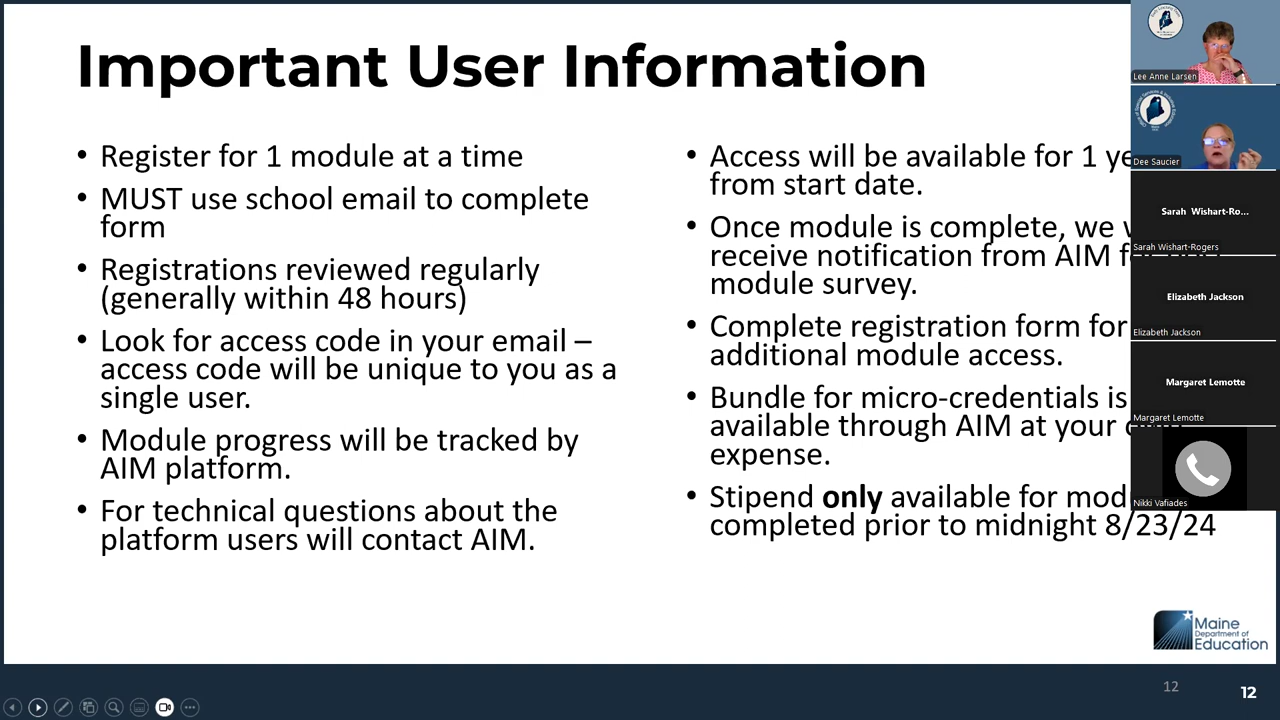 Important User Information
• Register for 1 module at a time
• MUST use school email to complete
form
• Registrations reviewed regularly
(generally within 48 hours)
• Look for access code in your email –
access code will be unique to you as a
single user.
• Module progress will be tracked by
AIM platform.
• For technical questions about the
platform users will contact AIM.
• Access will be available for 1
from start date.
• Once module is complete, we
receive notification from AIM
module survey.
• Complete registration form for
additional module access.
• Bundle for micro-credentials is
available through AIM at your
expense.
• Stipend only available for
completed prior to midnight 8/23/24
Lee Anne Larsen
Dee Saucier
Sarah Wishart-Ro...
Sarah Wishart-Rogers
Elizabeth Jackson
Elizabeth Jackson
Margaret Lemotte
Margaret Lemotte
Nikki Vafiades
Maine
Department of
Education
12
12